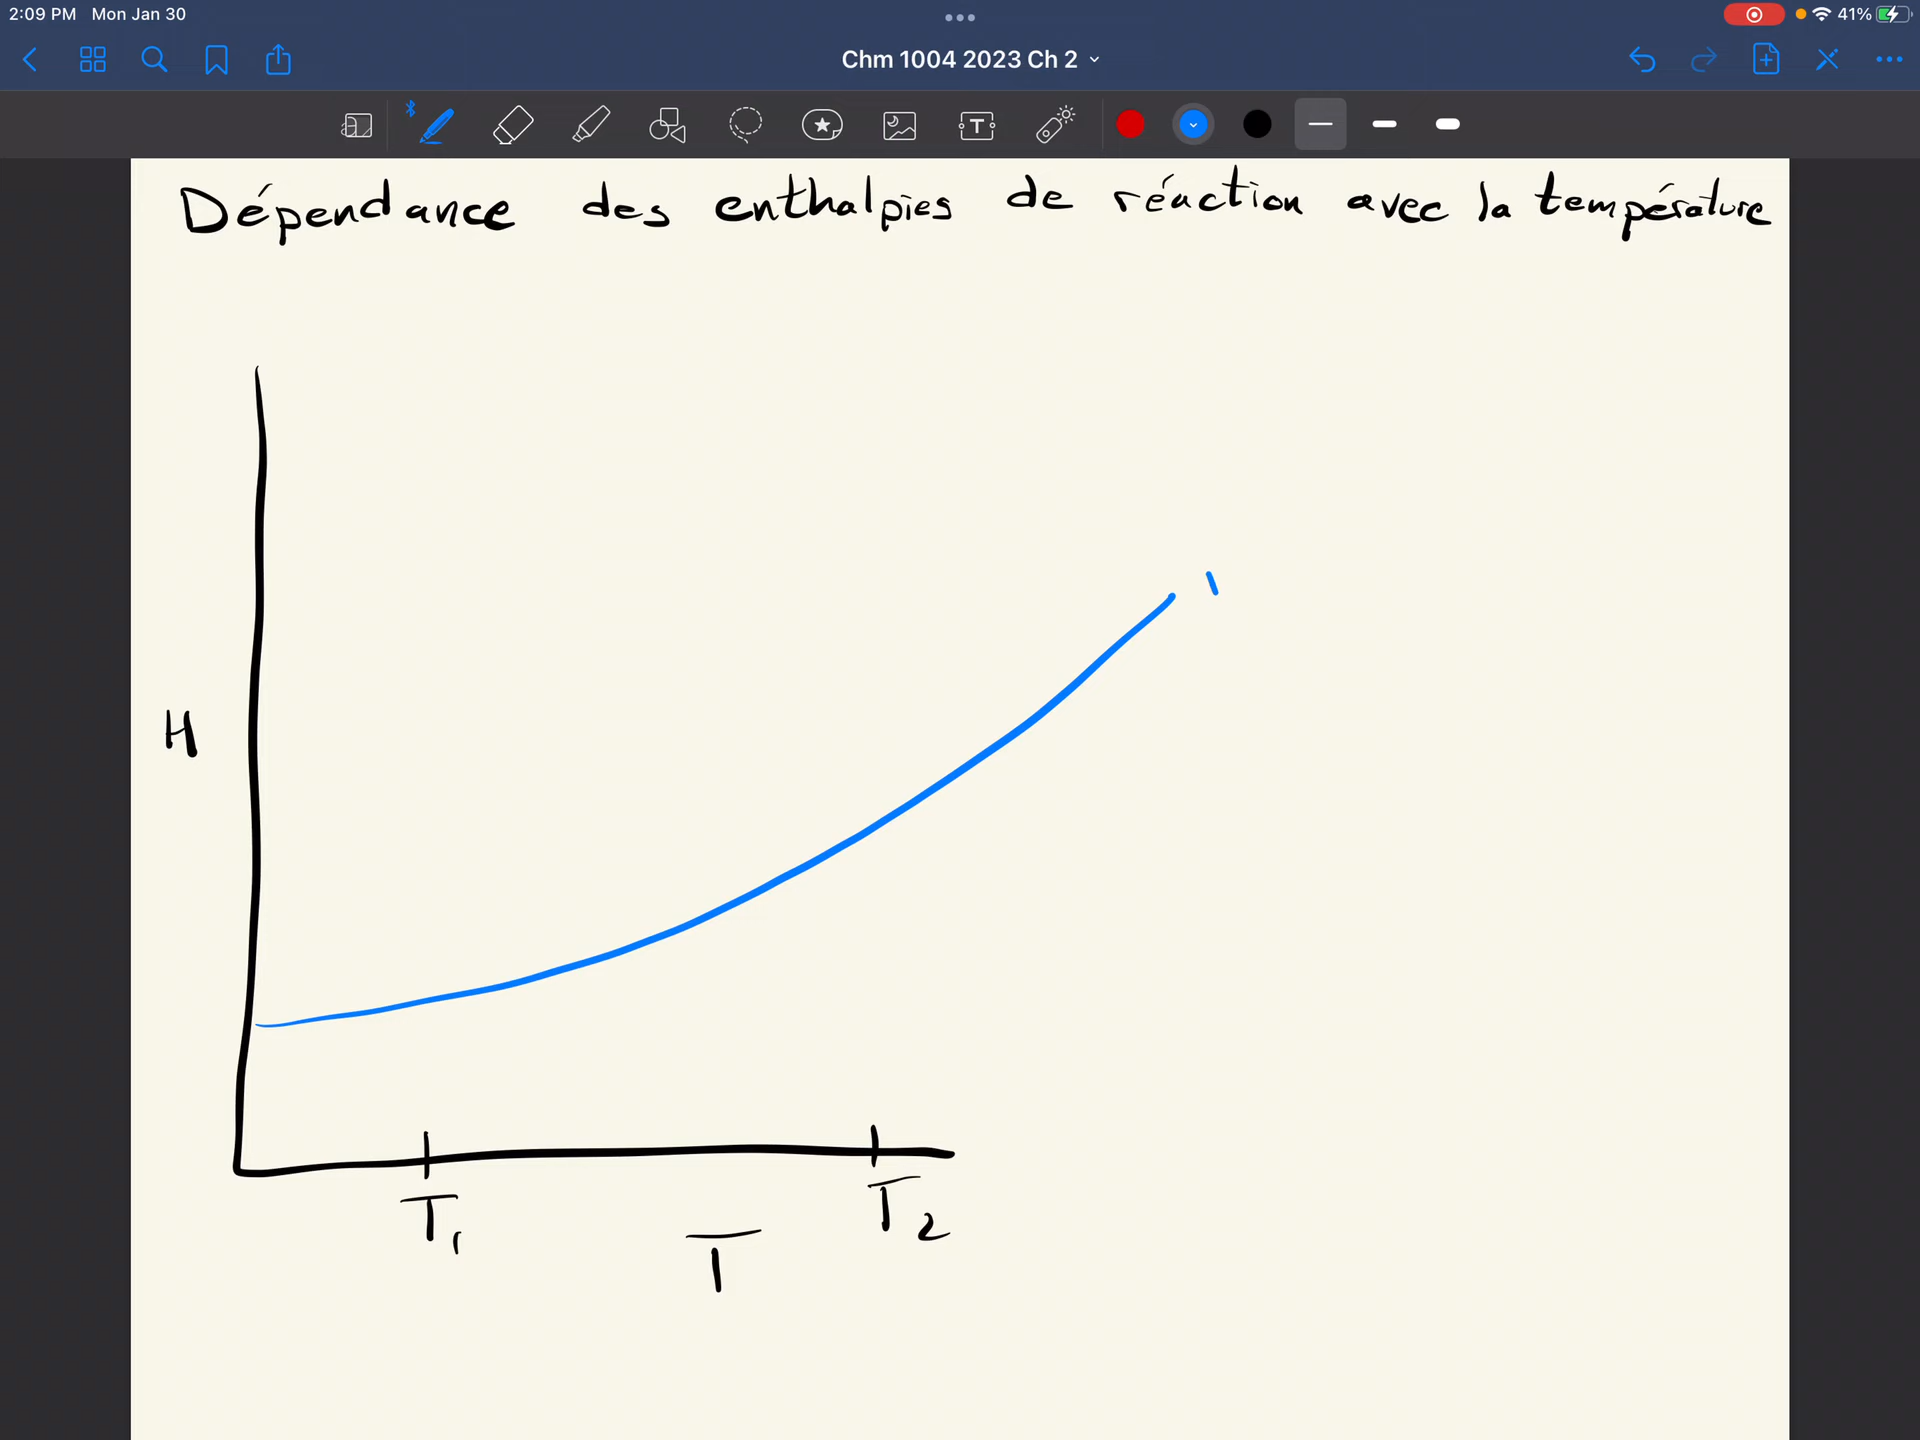 2:09 PM Mon Jan 30
41%
Chm 1004 2023 Ch 2
Dépendance des enthalpies de réaction avec la température
H
T₁
T₂
T